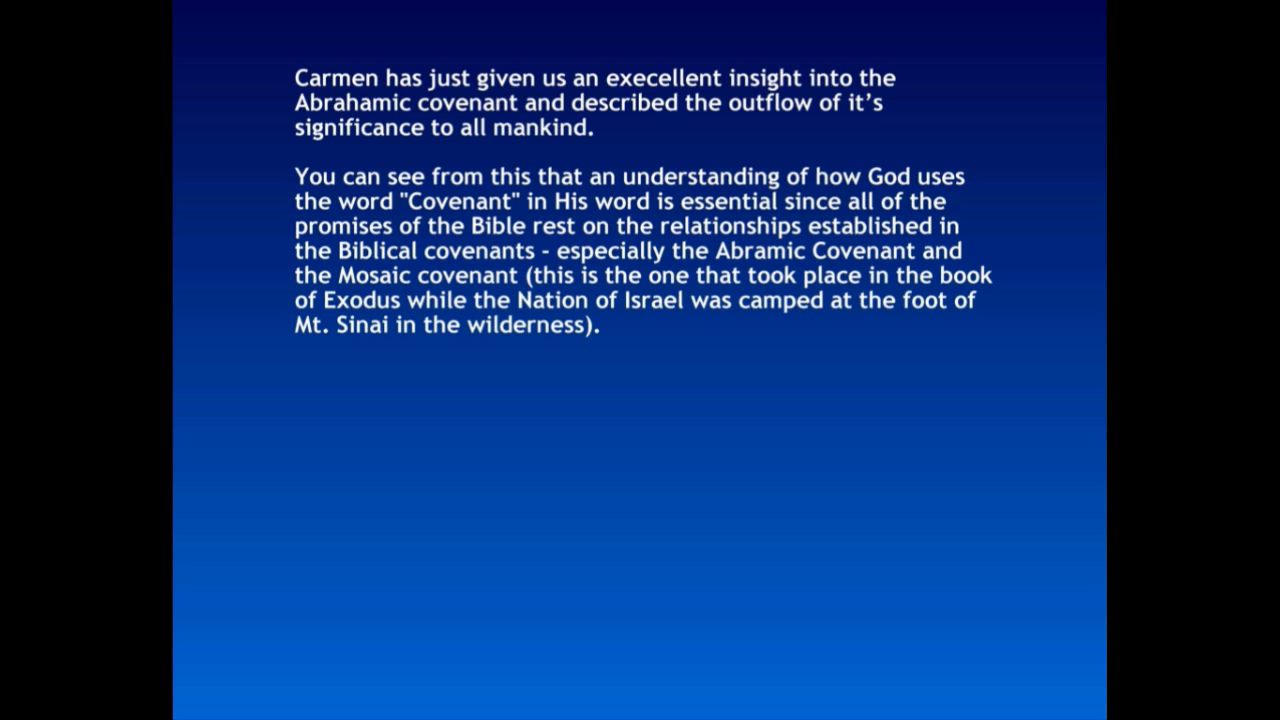 Carmen has just given us an execellent insight into the
Abrahamic covenant and described the outflow of it’s
significance to all mankind.
You can see from this that an understanding of how God uses
the word "Covenant" in His word is essential since all of the
promises of the Bible rest on the relationships established in
the Biblical covenants - especially the Abramic Covenant and
the Mosaic covenant (this is the one that took place in the book
of Exodus while the Nation of Israel was camped at the foot of
Mt. Sinai in the wilderness).